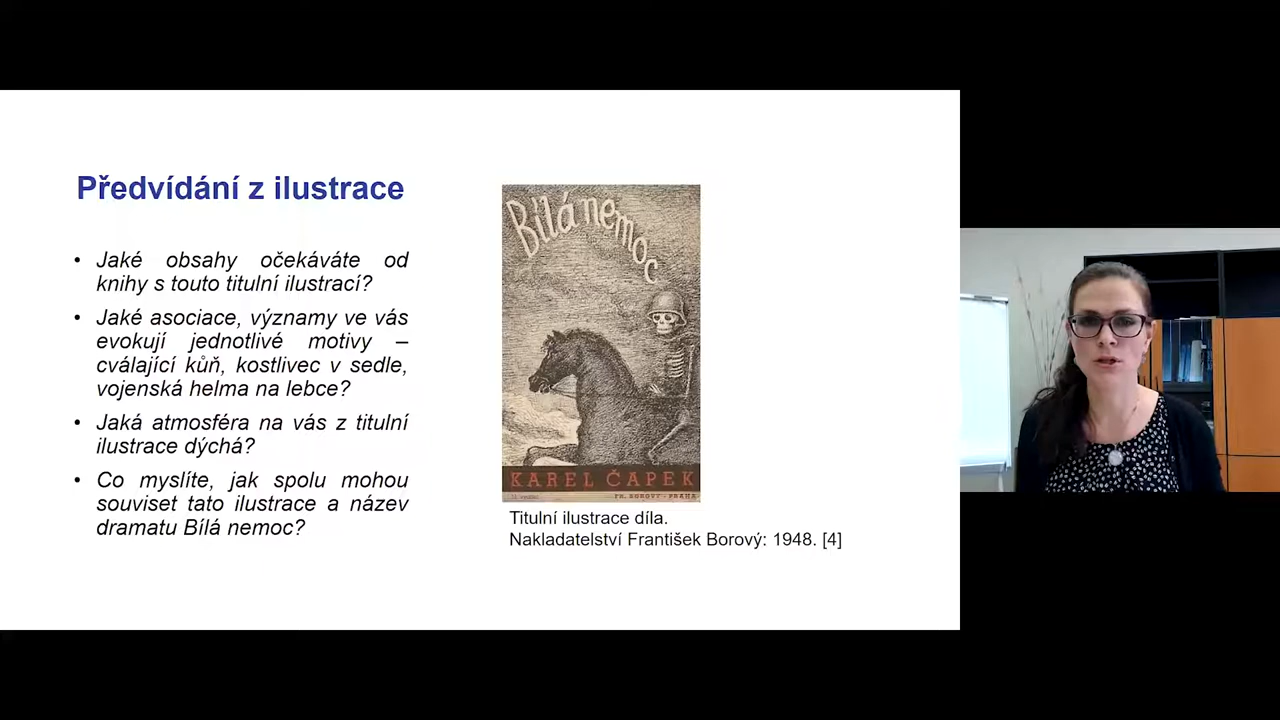 Předvídání z ilustrace
• Jaké obsahy očekáváte od
knihy s touto titulní ilustrací?
• Jaké asociace, významy ve vás
evokují jednotlivé motivy –
cválající kůň, kostlivec v sedle,
vojenská helma na lebce?
• Jaká atmosféra na vás z titulní
ilustrace dýchá?
• Co myslíte, jak spolu mohou
souviset tato ilustrace a název
dramatu Bílá nemoc?
Bílá nemoc
KAREL ČAPEK
FR. BOROVÝ - PRAHA
Titulní ilustrace díla.
Nakladatelství František Borový: 1948. [4]